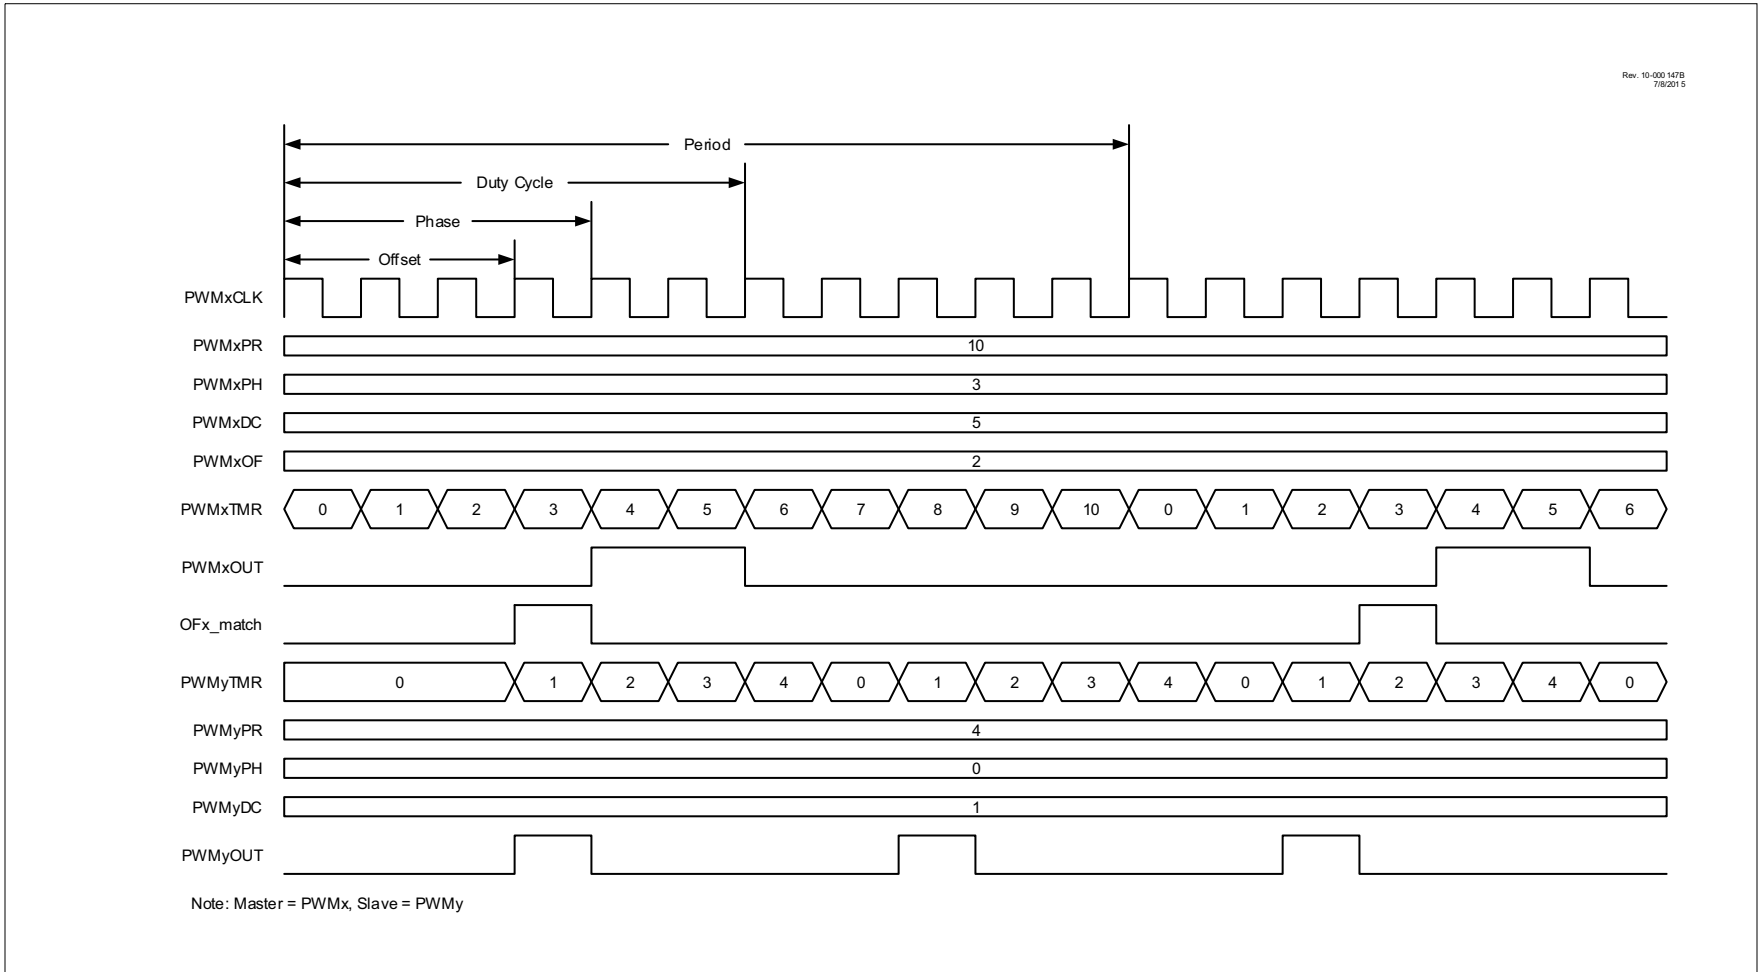 Rev. 10-000 147B
7/8/201 5
Period
Duty Cycle
Phase
Offset
PWMxCLK
PWMxPR 10
PWMxPH 3
PWMxDC 5
PWMxOF 2
PWMxTMR 0 1 2 3 4 5 6 7 8 9 10 0 1 2 3 4 5 6
PWMxOUT
OFx_match
PWMyTMR 0 1 2 3 4 0 1 2 3 4 0 1 2 3 4 0
PWMyPR 4
PWMyPH 0
PWMyDC 1
PWMyOUT
Note: Master = PWMx, Slave = PWMy